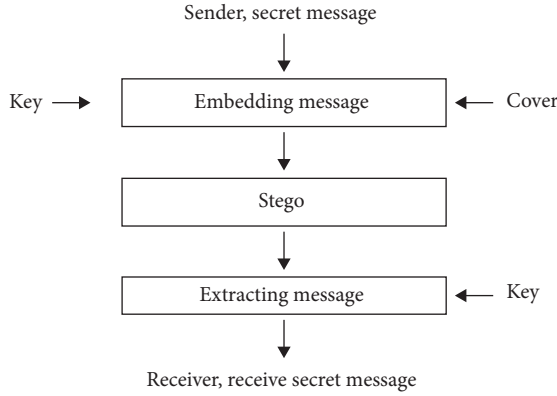 Sender, secret message
Key
Embedding message
Cover
Stego
Extracting message
Key
Receiver, receive secret message